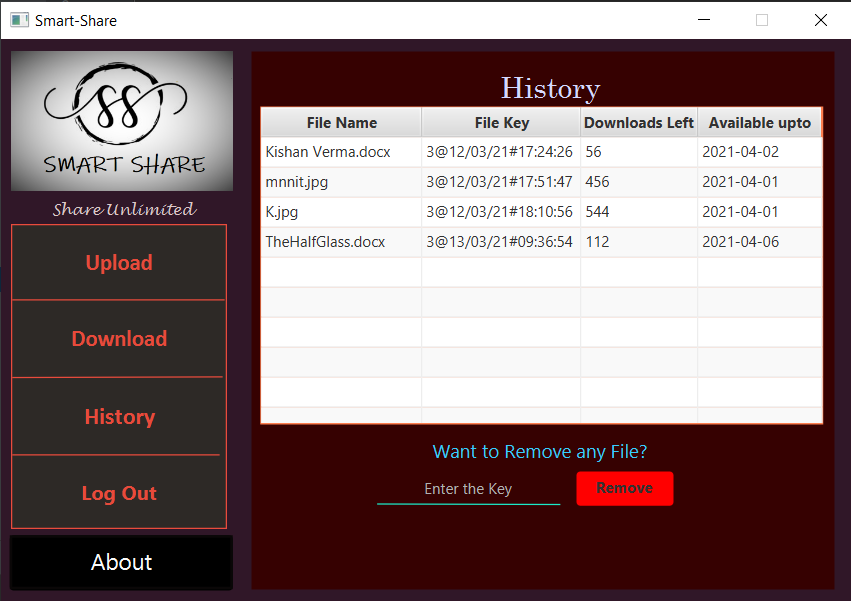 Smart-Share
SS
SMART SHARE
Share Unlimited
Upload
Download
History
Log Out
About
History
File Name File Key Downloads Left Available upto
Kishan Verma.docx 3@12/03/21#17:24:26 56 2021-04-02
mnnit.jpg 3@12/03/21#17:51:47 456 2021-04-01
K.jpg 3@12/03/21#18:10:56 544 2021-04-01
TheHalfGlass.docx 3@13/03/21#09:36:54 112 2021-04-06
Want to Remove any File?
Enter the Key Remove